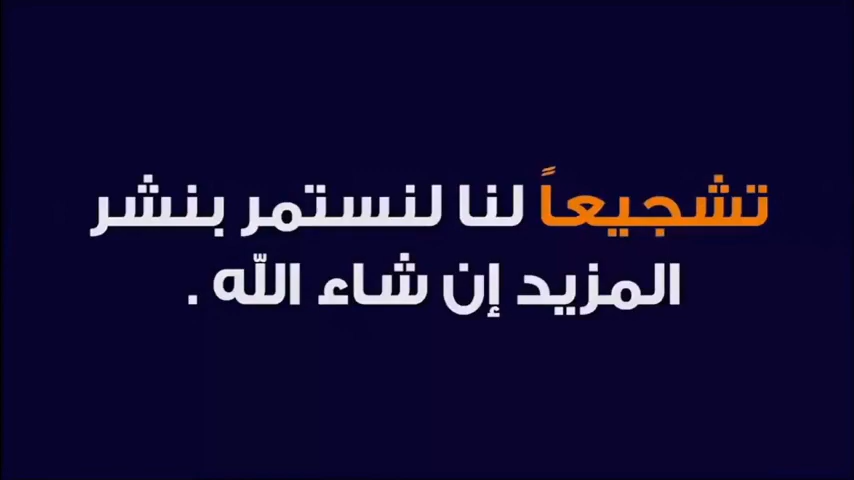 تشجيعاً لنا لنستمر بنشر
المزيد إن شاء الله .